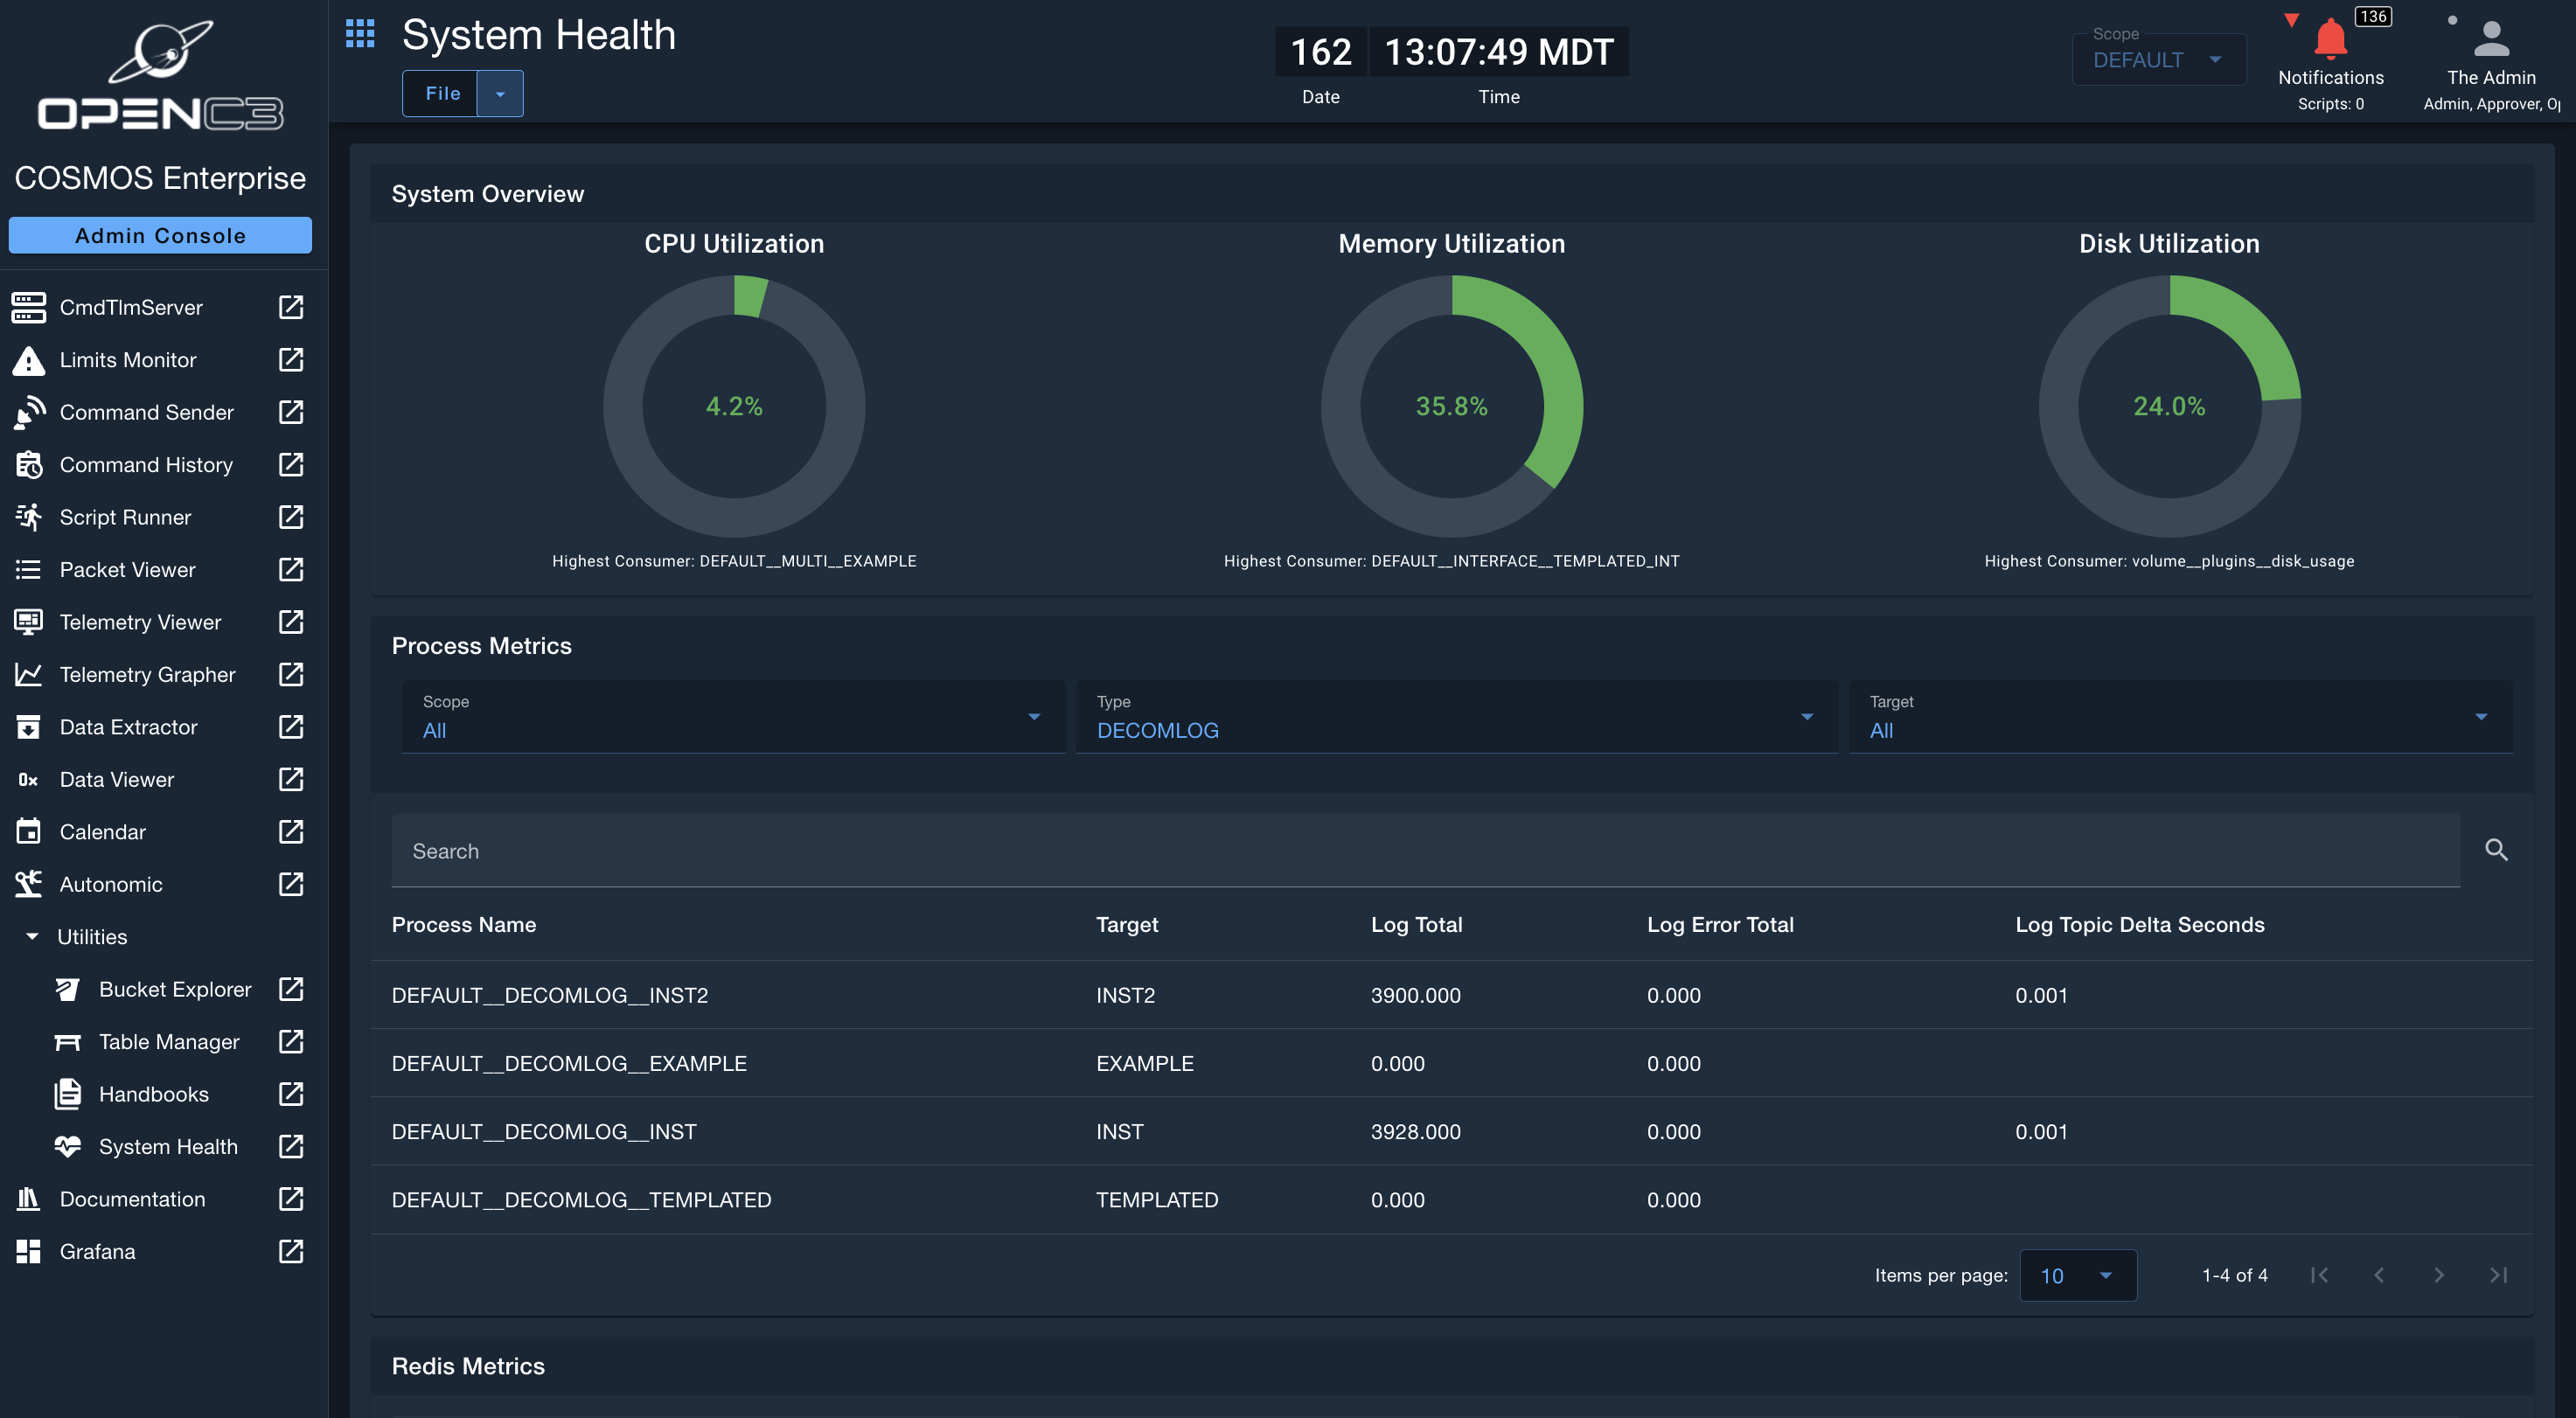 OPENC3
COSMOS Enterprise
Admin Console
CmdTlmServer
Limits Monitor
Command Sender
Command History
Script Runner
Packet Viewer
Telemetry Viewer
Telemetry Grapher
Data Extractor
0x Data Viewer
Calendar
Autonomic
Utilities
Bucket Explorer
Table Manager
Handbooks
System Health
Documentation
Grafana
System Health
File
162 13:07:49 MDT
Date Time
Scope
DEFAULT
136
Notifications
Scripts: 0
The Admin
Admin, Approver, Op
System Overview
CPU Utilization
4.2%
Highest Consumer: DEFAULT__MULTI__EXAMPLE
Memory Utilization
35.8%
Highest Consumer: DEFAULT__INTERFACE__TEMPLATED_INT
Disk Utilization
24.0%
Highest Consumer: volume__plugins__disk_usage
Process Metrics
Scope
All
Type
DECOMLOG
Target
All
Search
Process Name Target Log Total Log Error Total Log Topic Delta Seconds
DEFAULT__DECOMLOG__INST2 INST2 3900.000 0.000 0.001
DEFAULT__DECOMLOG__EXAMPLE EXAMPLE 0.000 0.000
DEFAULT__DECOMLOG__INST INST 3928.000 0.000 0.001
DEFAULT__DECOMLOG__TEMPLATED TEMPLATED 0.000 0.000
Items per page: 10 1-4 of 4
Redis Metrics